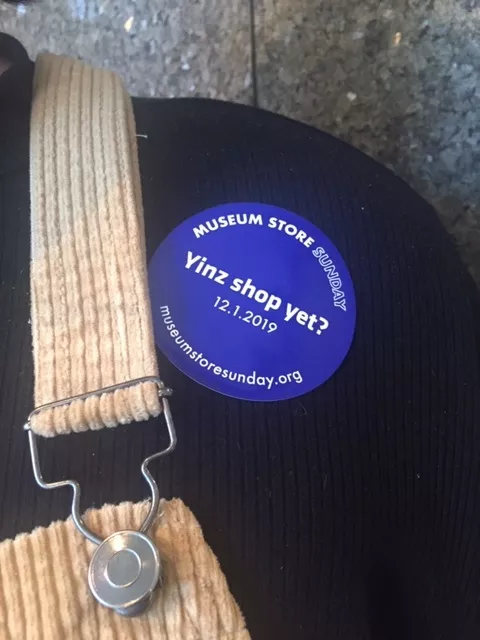 MUSEUM STORE SUNDAY
Yinz shop yet?
12.1.2019
museumstoresunday.org